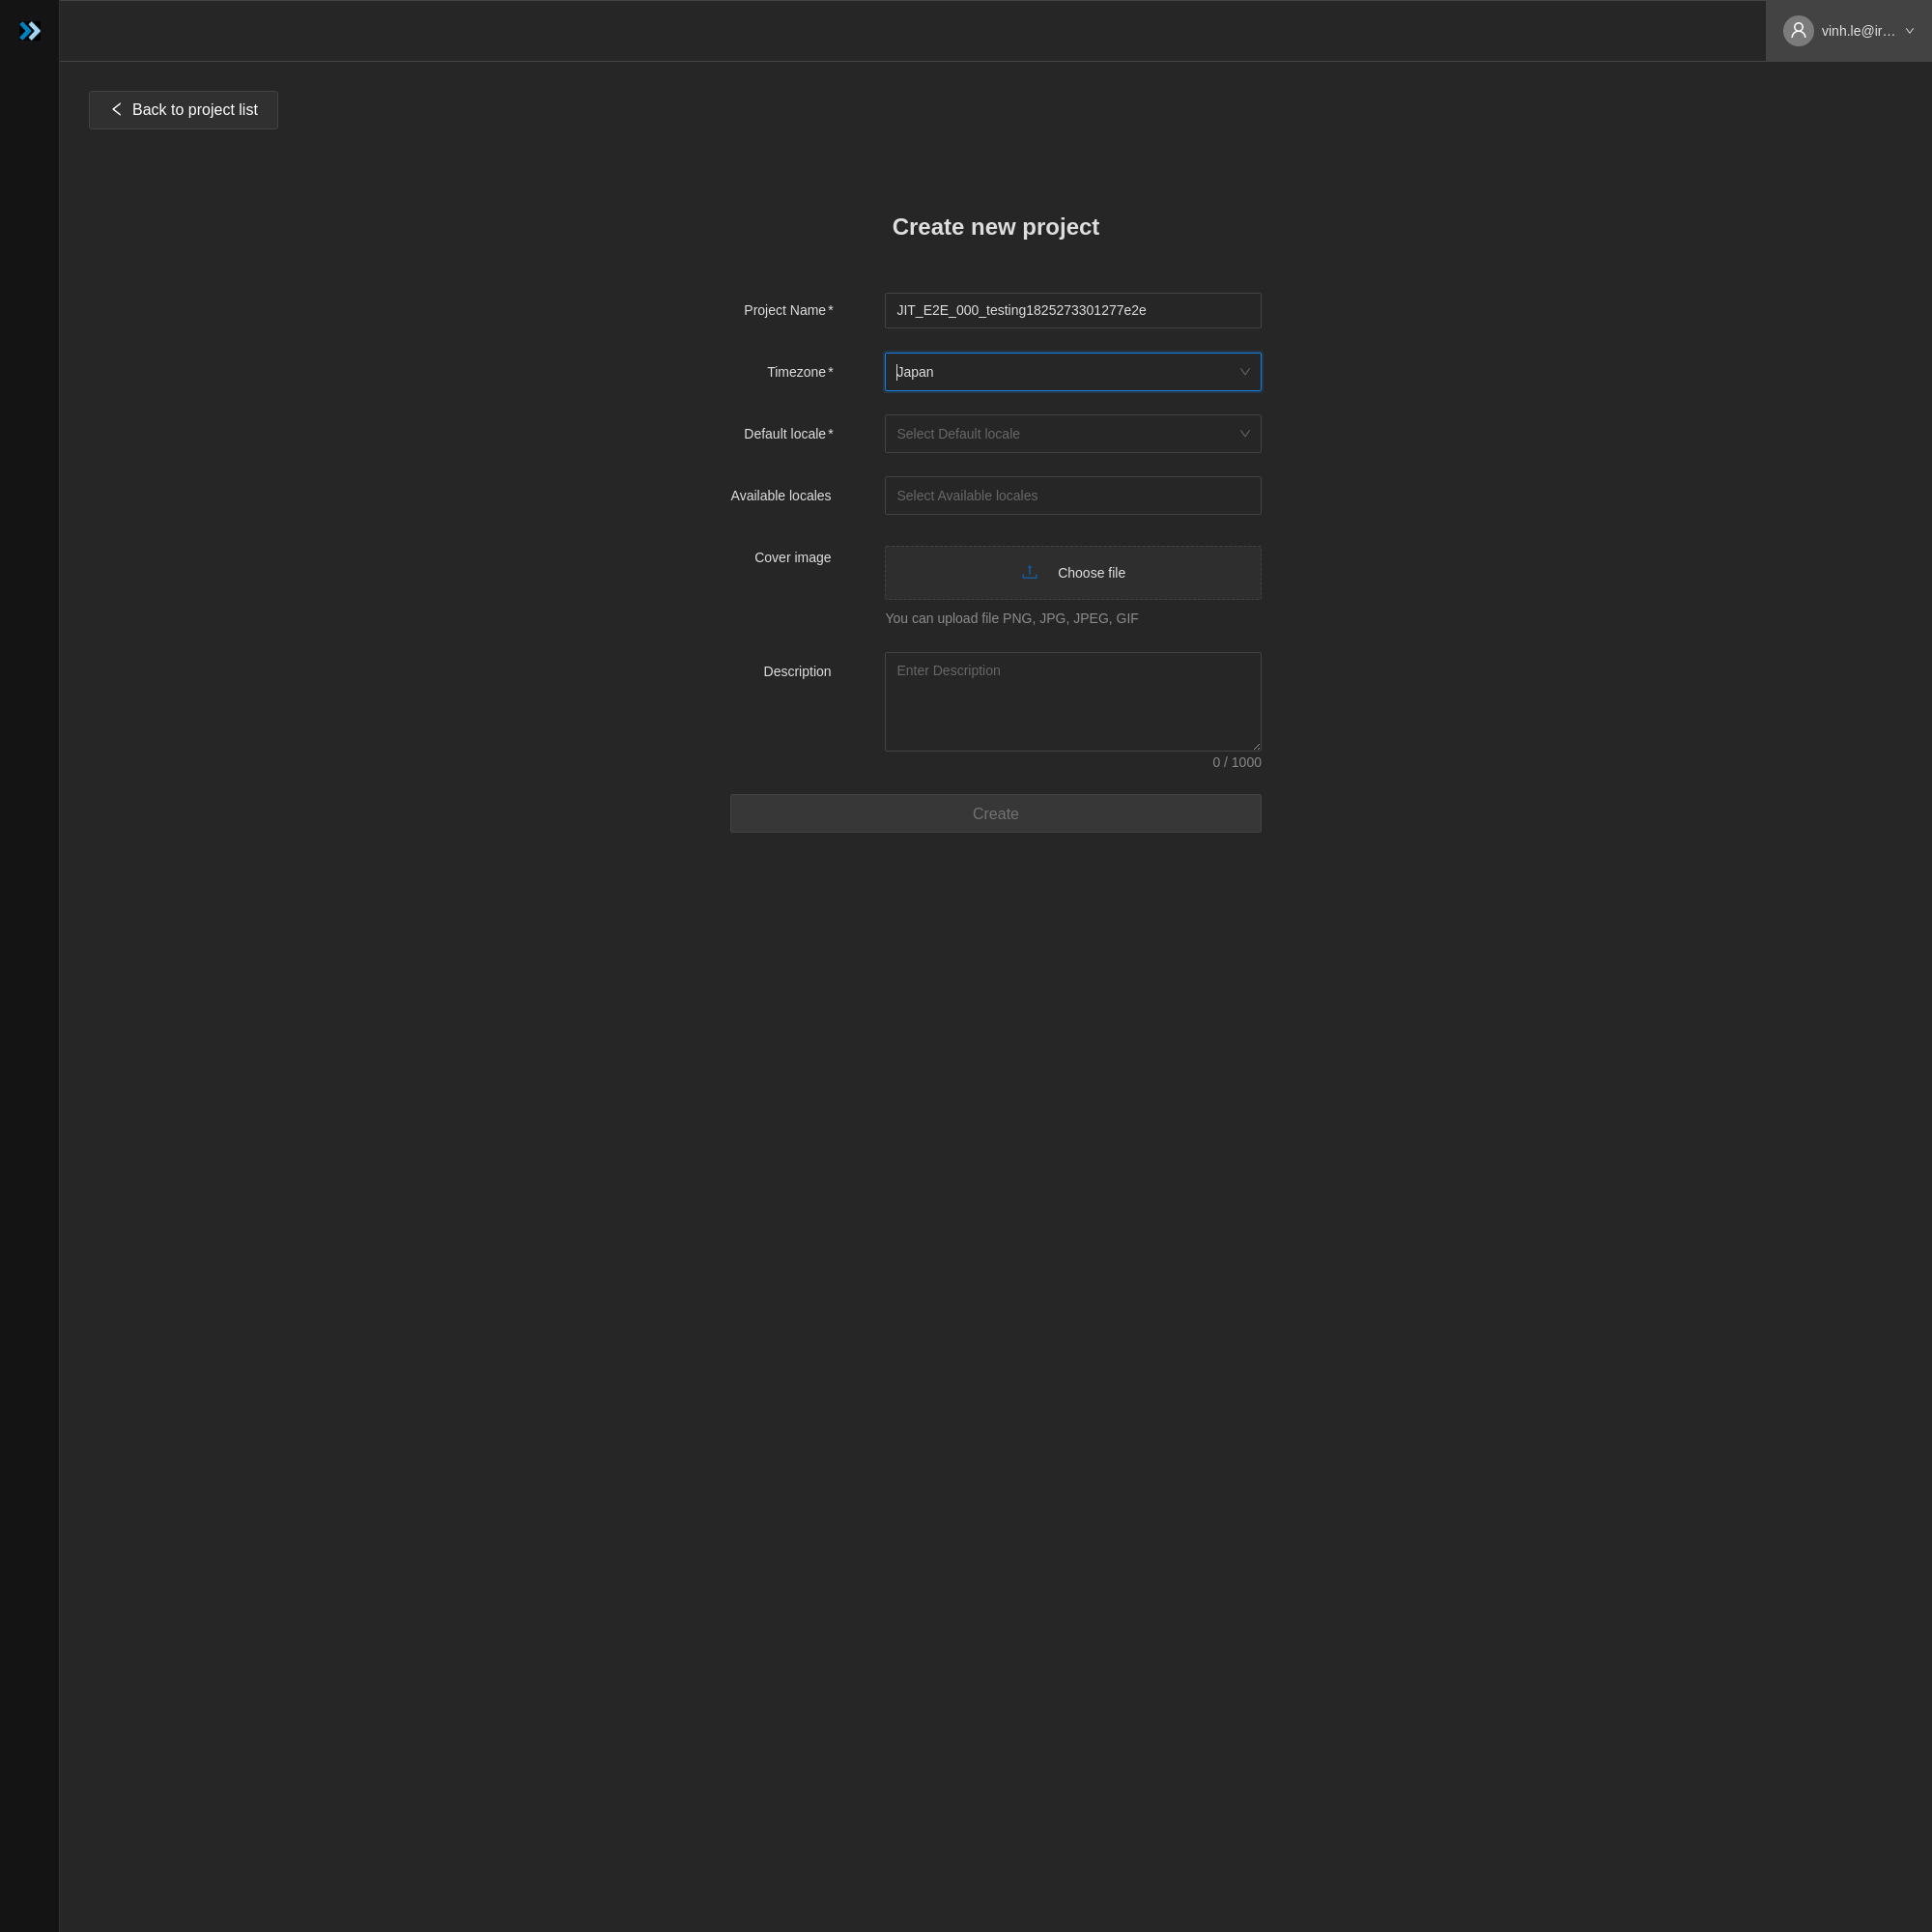 vinh.le@ir...
Back to project list
Create new project
Project Name*
JIT_E2E_000_testing1825273301277e2e
Timezone*
Japan
Default locale*
Select Default locale
Available locales
Select Available locales
Cover image
Choose file
You can upload file PNG, JPG, JPEG, GIF
Description
Enter Description
0 / 1000
Create